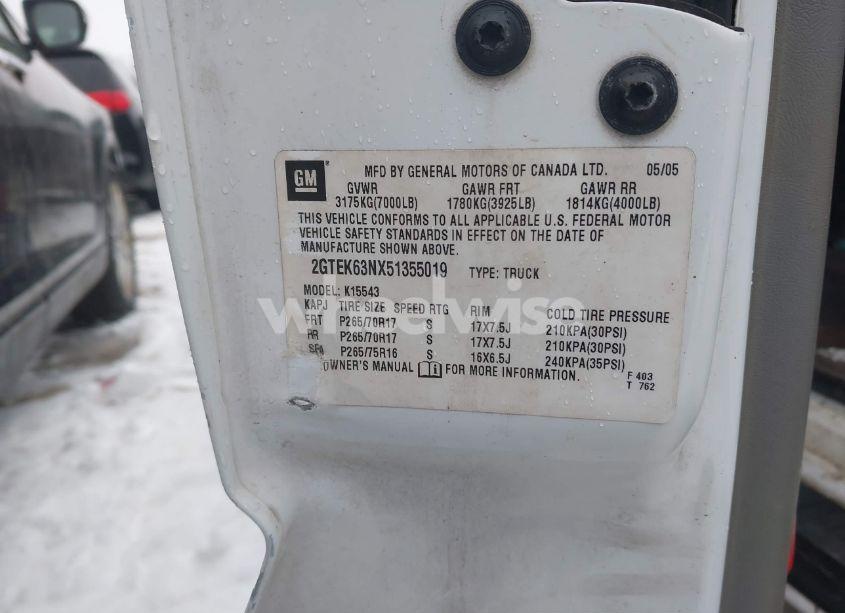 GM
MFD BY GENERAL MOTORS OF CANADA LTD. 05/05
GVWR GAWR FRT GAWR RR
3175KG(7000LB) 1780KG(3925LB) 1814KG(4000LB)
THIS VEHICLE CONFORMS TO ALL APPLICABLE U.S. FEDERAL MOTOR
VEHICLE SAFETY STANDARDS IN EFFECT ON THE DATE OF
MANUFACTURE SHOWN ABOVE.
2GTEK63NX51355019 TYPE: TRUCK
MODEL: K15543
KAPJ TIRE SIZE SPEED RTG RIM COLD TIRE PRESSURE
FRT P265/70R17 S 17X7.5J 210KPA(30PSI)
RR P265/70R17 S 17X7.5J 210KPA(30PSI)
P265/75R16 S 16X6.5J 240KPA(35PSI)
OWNER'S MANUAL FOR MORE INFORMATION.
F 403
T 762
wheelwise